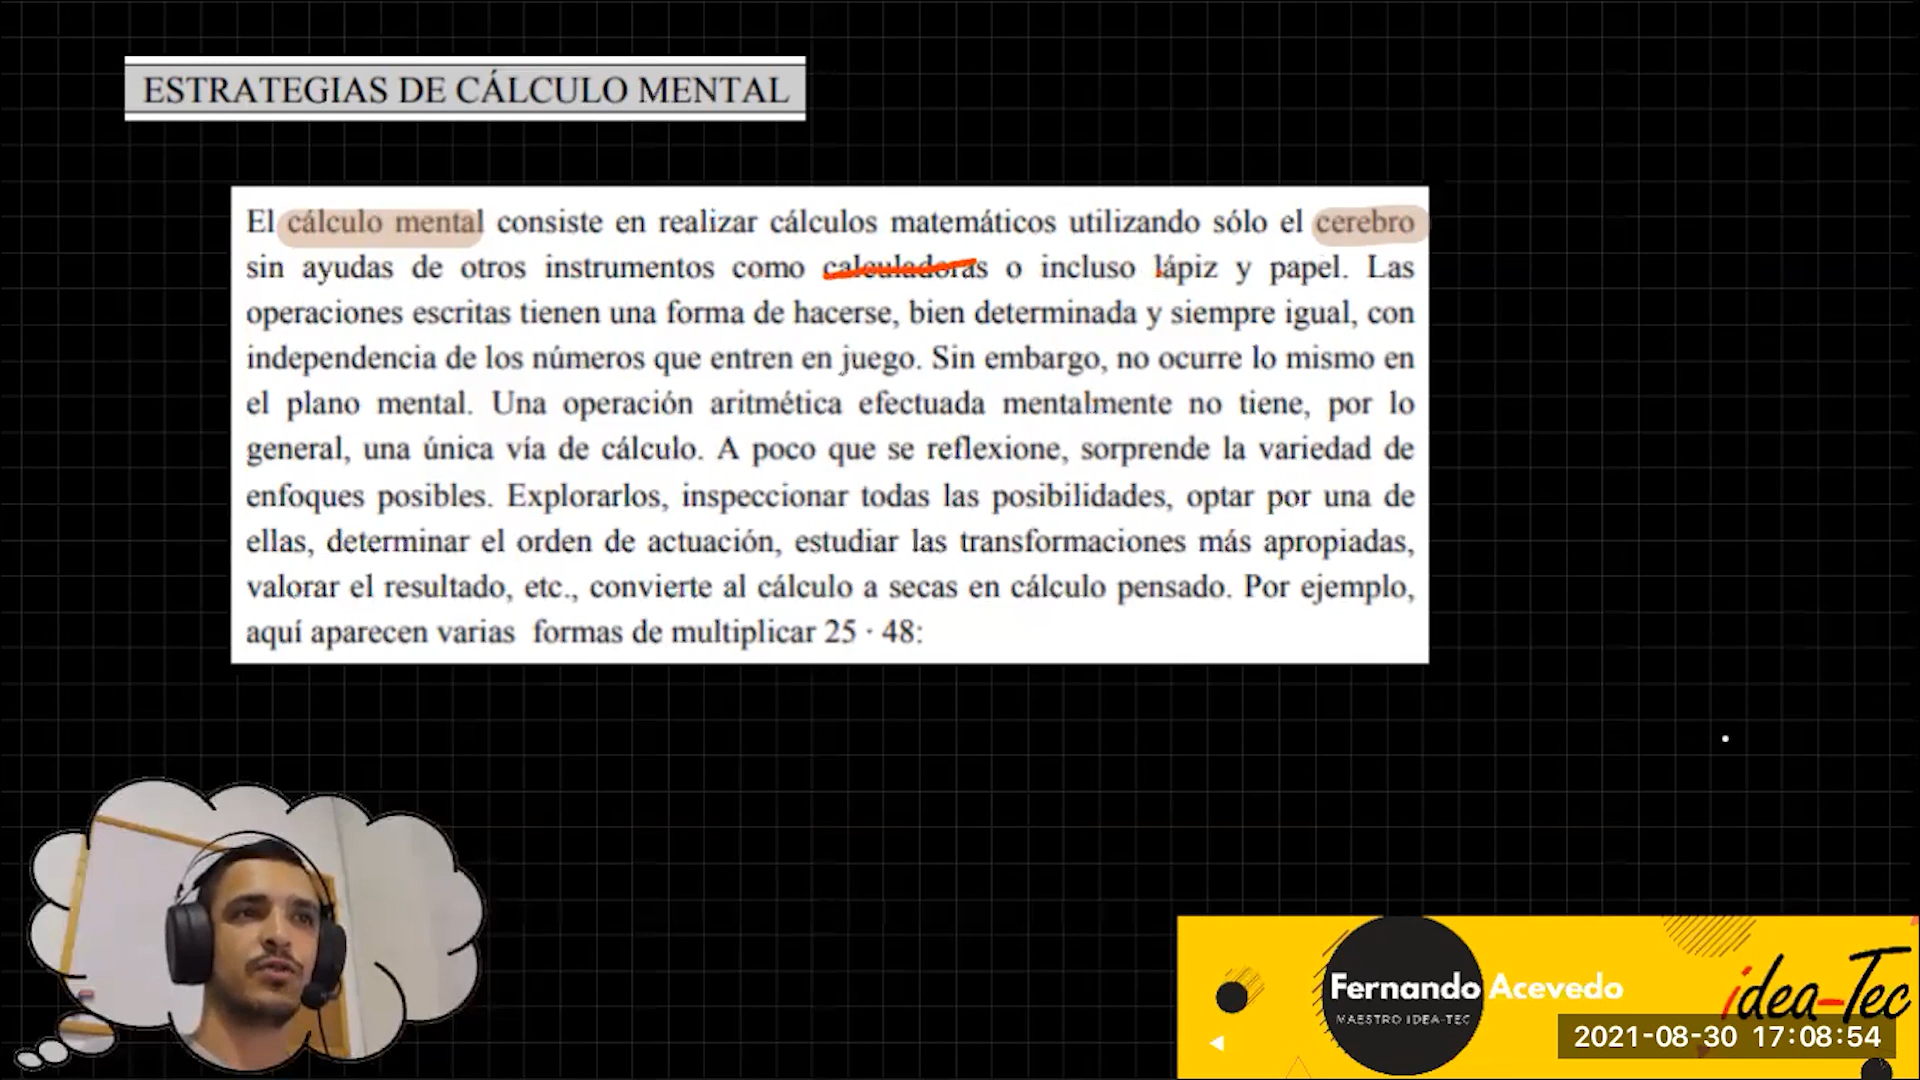 ESTRATEGIAS DE CÁLCULO MENTAL
El cálculo mental consiste en realizar cálculos matemáticos utilizando sólo el cerebro
sin ayudas de otros instrumentos como calculadoras o incluso lápiz y papel. Las
operaciones escritas tienen una forma de hacerse, bien determinada y siempre igual, con
independencia de los números que entren en juego. Sin embargo, no ocurre lo mismo en
el plano mental. Una operación aritmética efectuada mentalmente no tiene, por lo
general, una única vía de cálculo. A poco que se reflexione, sorprende la variedad de
enfoques posibles. Explorarlos, inspeccionar todas las posibilidades, optar por una de
ellas, determinar el orden de actuación, estudiar las transformaciones más apropiadas,
valorar el resultado, etc., convierte al cálculo a secas en cálculo pensado. Por ejemplo,
aquí aparecen varias formas de multiplicar 25 · 48:
Fernando Acevedo
MAESTRO IDEA-TEC
idea-Tec
2021-08-30 17:08:54